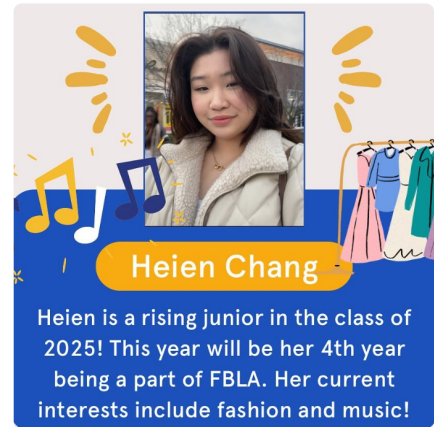 Heien Chang
Heien is a rising junior in the class of
2025! This year will be her 4th year
being a part of FBLA. Her current
interests include fashion and music!